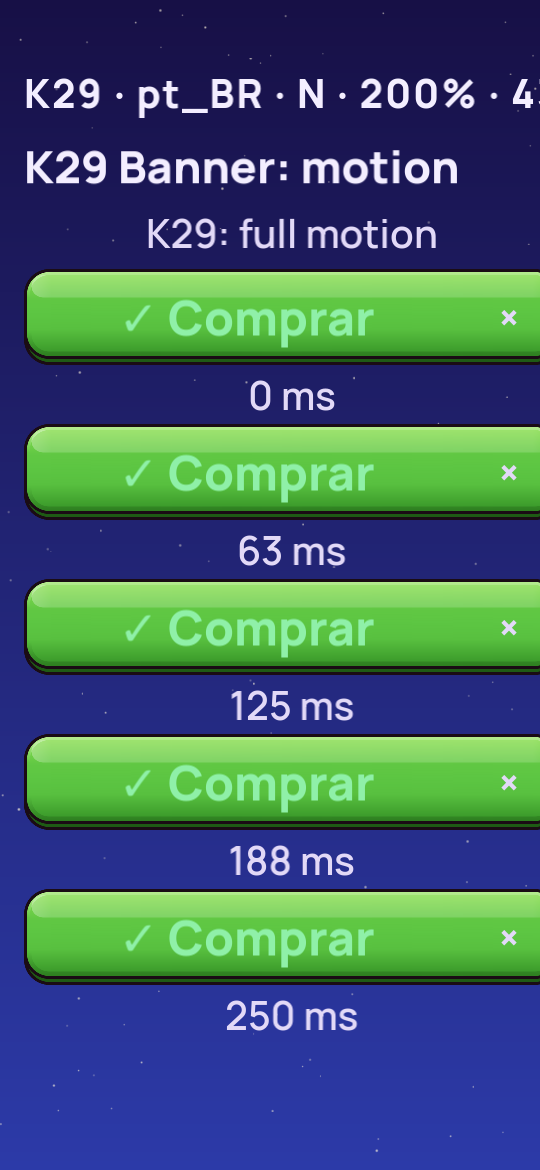 K29 · pt_BR · N · 200% ·
K29 Banner: motion
K29: full motion
✓ Comprar ×
0 ms
✓ Comprar ×
63 ms
✓ Comprar ×
125 ms
✓ Comprar ×
188 ms
✓ Comprar ×
250 ms